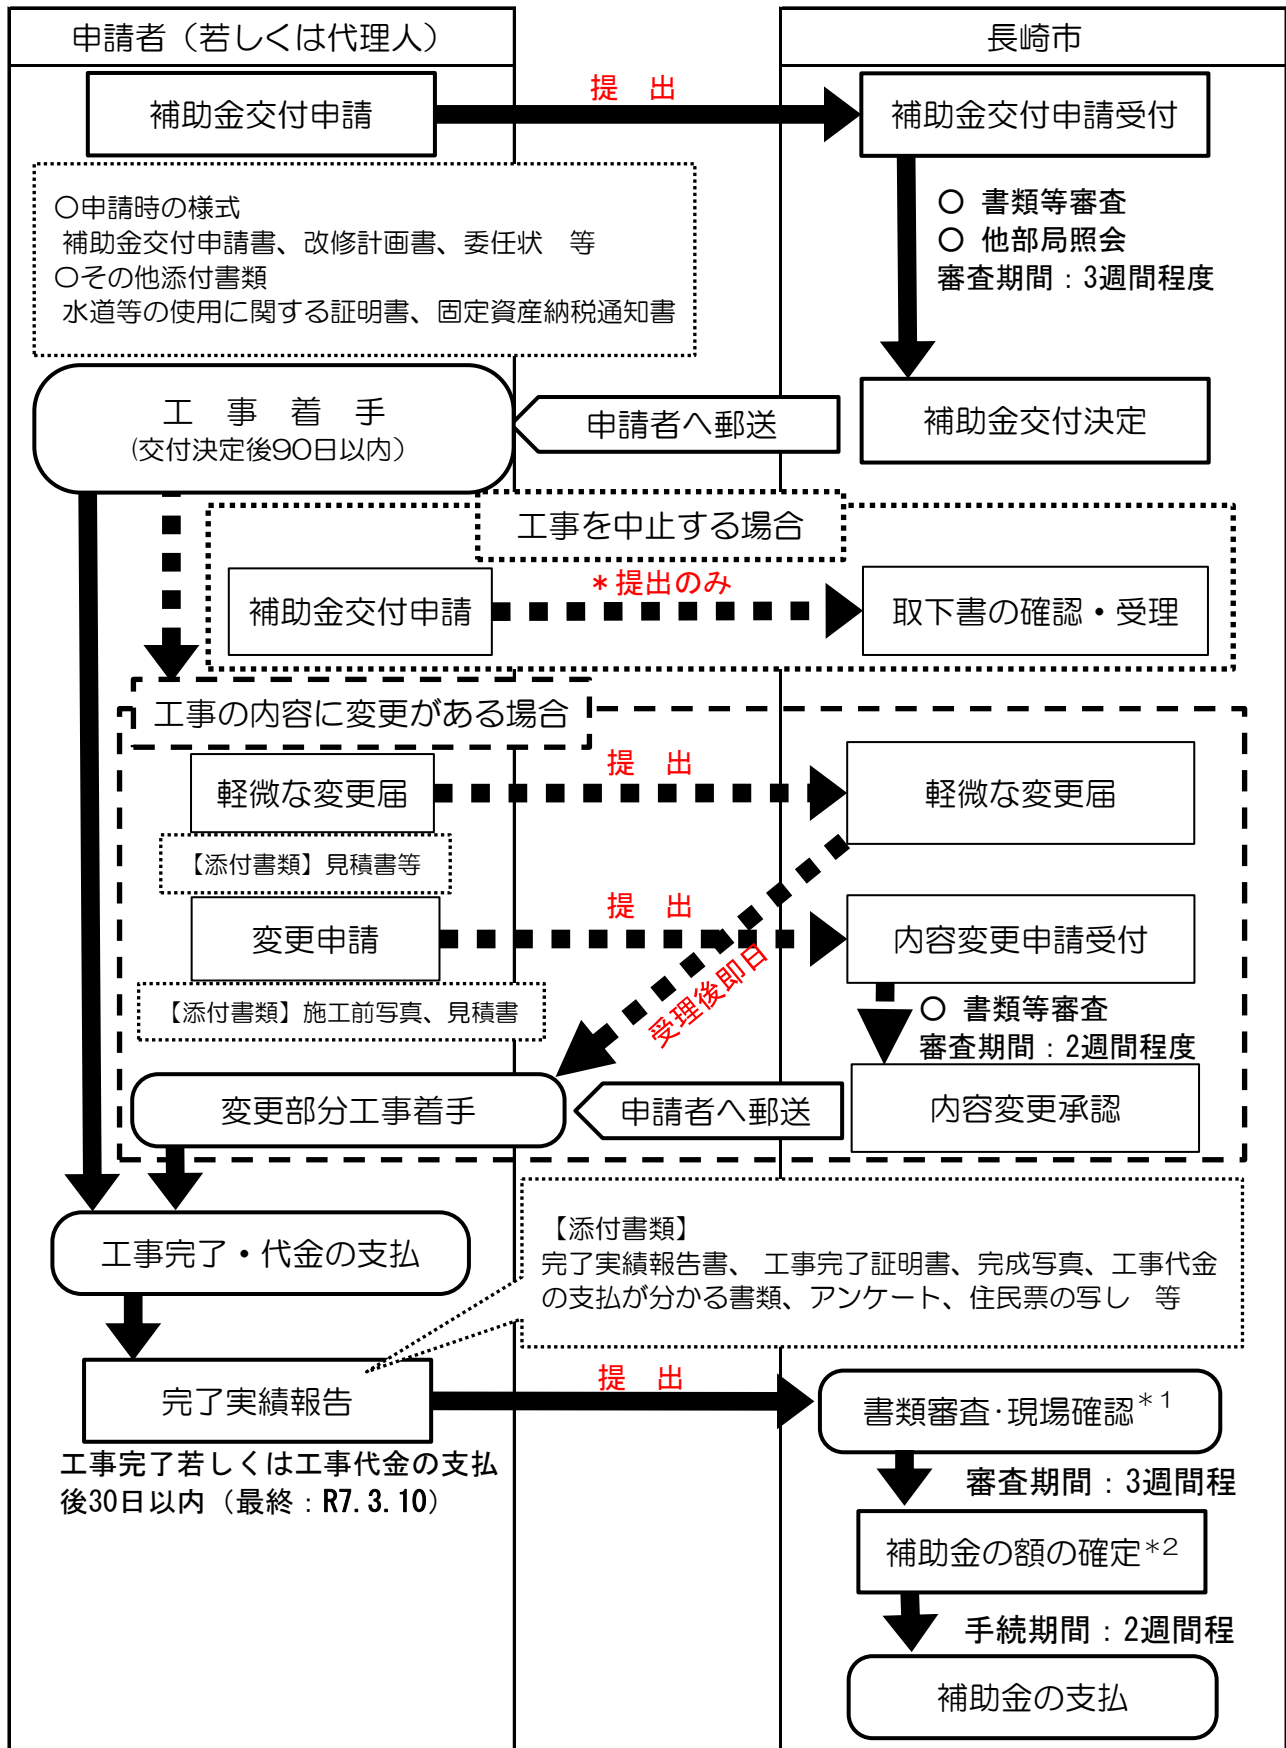 申請者（若しくは代理人）
長崎市
補助金交付申請
提　出
補助金交付申請受付
〇申請時の様式
補助金交付申請書、改修計画書、委任状　等
〇その他添付書類
水道等の使用に関する証明書、固定資産納税通知書
〇 書類等審査
〇 他部局照会
審査期間：3週間程度
工　事　着　手
(交付決定後90日以内）
申請者へ郵送
補助金交付決定
工事を中止する場合
補助金交付申請
＊提出のみ
取下書の確認・受理
工事の内容に変更がある場合
軽微な変更届
提　出
軽微な変更届
【添付書類】見積書等
変更申請
提　出
内容変更申請受付
受理後即日
【添付書類】施工前写真、見積書
〇 書類等審査
審査期間：2週間程度
変更部分工事着手
申請者へ郵送
内容変更承認
工事完了・代金の支払
【添付書類】
完了実績報告書、 工事完了証明書、完成写真、工事代金
の支払が分かる書類、アンケート、住民票の写し　等
完了実績報告
提　出
書類審査･現場確認＊１
工事完了若しくは工事代金の支払
後30日以内（最終：R7.3.10）
審査期間：3週間程
補助金の額の確定＊2
手続期間：2週間程
補助金の支払